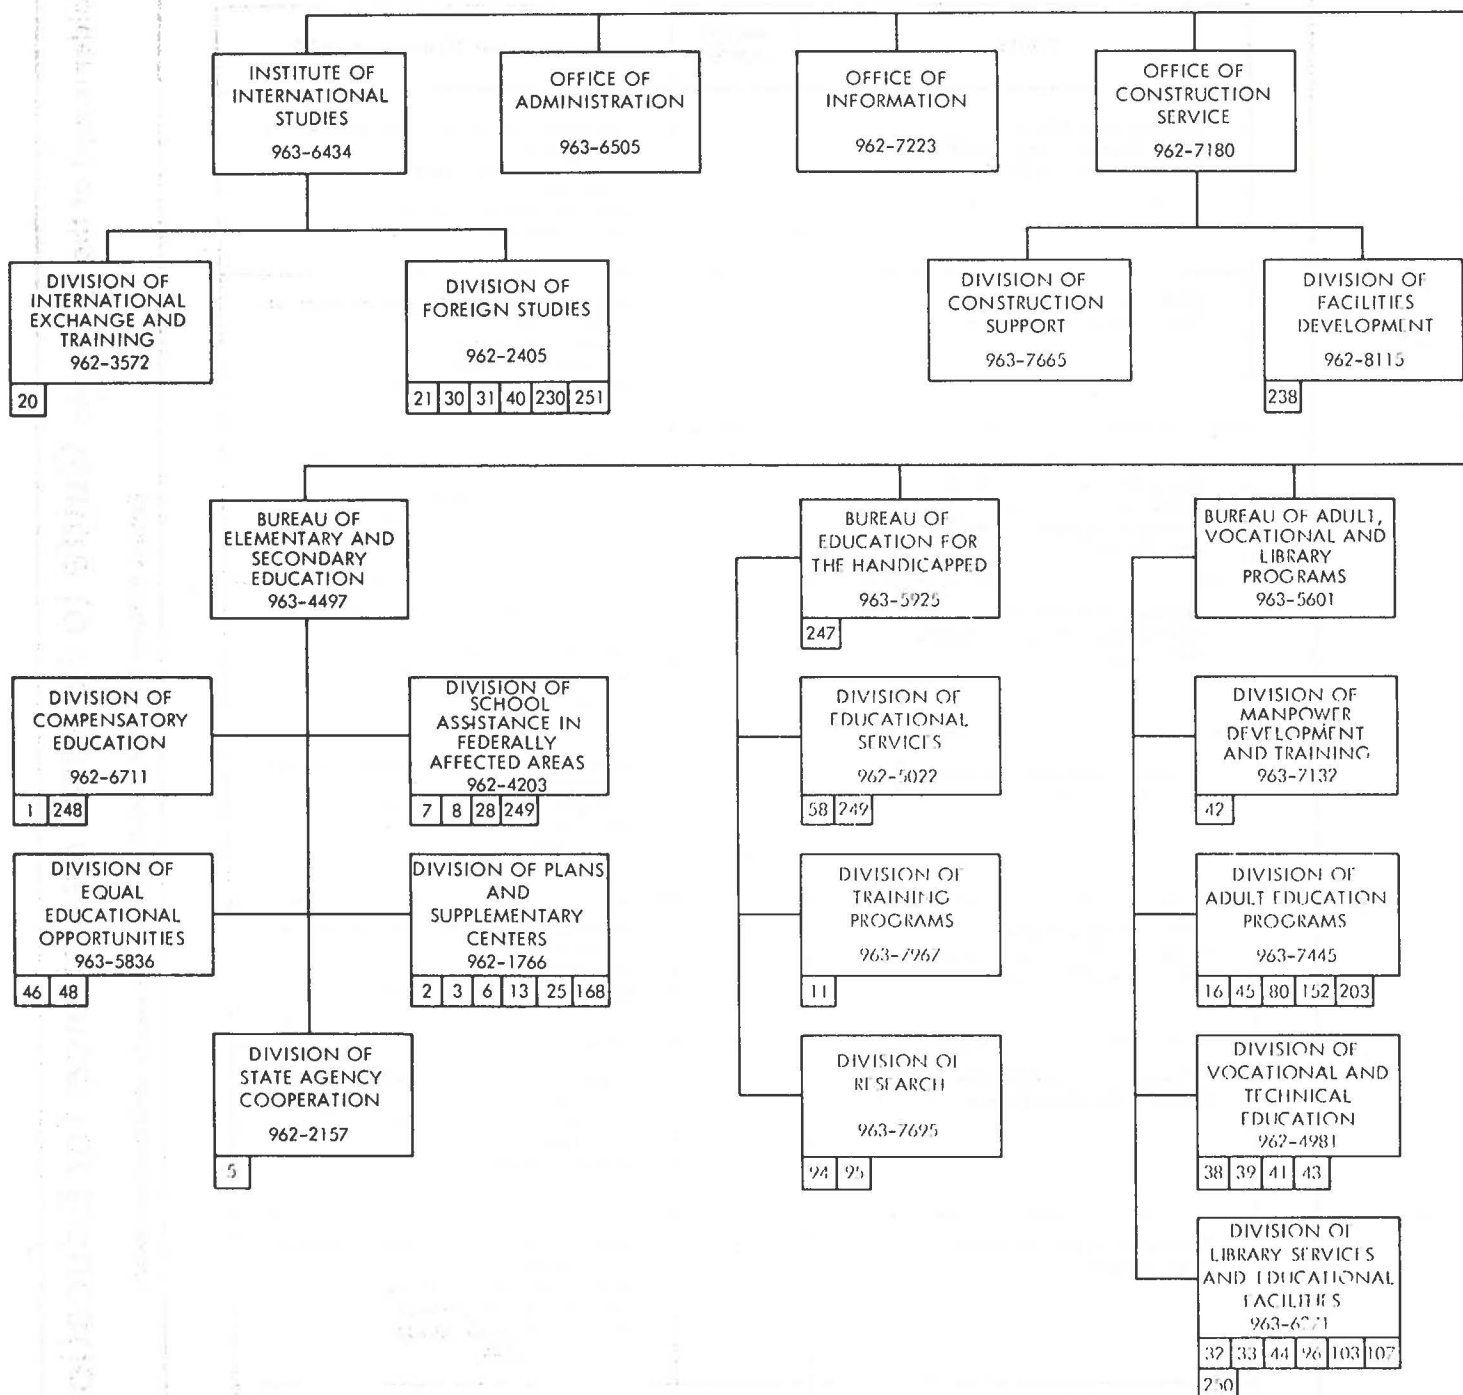 INSTITUTE OF
INTERNATIONAL
STUDIES
963-6434
OFFICE OF
ADMINISTRATION
963-6505
OFFICE OF
INFORMATION
962-7223
OFFICE OF
CONSTRUCTION
SERVICE
962-7180
DIVISION OF
INTERNATIONAL
EXCHANGE AND
TRAINING
962-3572
20
DIVISION OF
FOREIGN STUDIES
962-2405
21 30 31 40 230 251
DIVISION OF
CONSTRUCTION
SUPPORT
963-7665
DIVISION OF
FACILITIES
DEVELOPMENT
962-8115
238
BUREAU OF
ELEMENTARY AND
SECONDARY
EDUCATION
963-4497
DIVISION OF
COMPENSATORY
EDUCATION
962-6711
1 248
DIVISION OF
SCHOOL
ASSISTANCE IN
FEDERALLY
AFFECTED AREAS
962-4203
7 8 28 249
DIVISION OF
EQUAL
EDUCATIONAL
OPPORTUNITIES
963-5836
46 48
DIVISION OF PLANS
AND
SUPPLEMENTARY
CENTERS
962-1766
2 3 6 13 25 168
DIVISION OF
STATE AGENCY
COOPERATION
962-2157
5
BUREAU OF
EDUCATION FOR
THE HANDICAPPED
963-5925
247
DIVISION OF
EDUCATIONAL
SERVICES
962-5022
58 249
DIVISION OF
TRAINING
PROGRAMS
963-7967
11
DIVISION OF
RESEARCH
963-7695
94 95
BUREAU OF ADULT,
VOCATIONAL AND
LIBRARY
PROGRAMS
963-5601
DIVISION OF
MANPOWER
DEVELOPMENT
AND TRAINING
963-7132
42
DIVISION OF
ADULT EDUCATION
PROGRAMS
963-7445
16 45 80 152 203
DIVISION OF
VOCATIONAL AND
TECHNICAL
EDUCATION
962-4981
38 39 41 43
DIVISION OF
LIBRARY SERVICES
AND EDUCATIONAL
FACILITIES
32 33 44 96 103 107
250